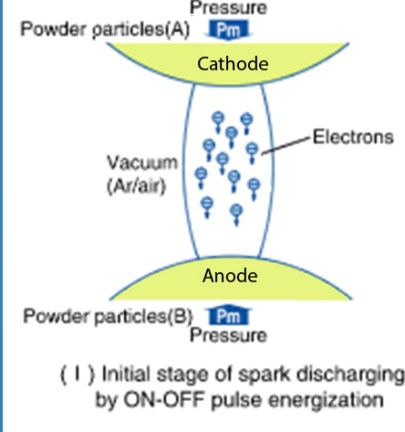 Pressure
Powder particles(A) Pm
Cathode
Electrons
Vacuum
(Ar/air)
Anode
Powder particles(B) Pm
Pressure
( I ) Initial stage of spark discharging
by ON-OFF pulse energization